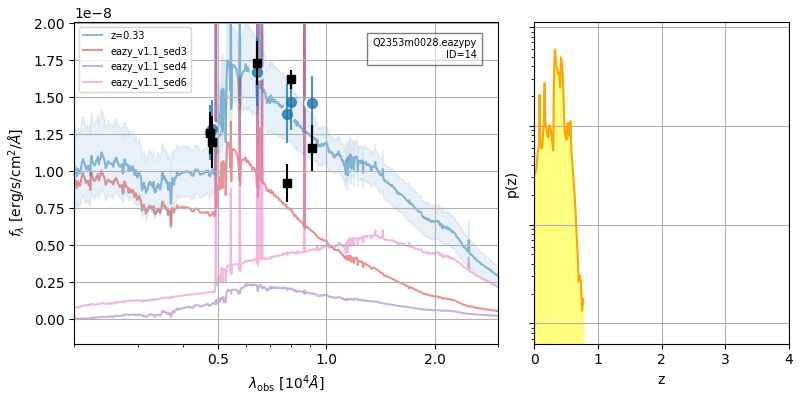 1e−8
z=0.33
eazy_v1.1_sed3
eazy_v1.1_sed4
eazy_v1.1_sed6
Q2353m0028.eazypy
ID=14
2.00
1.75
1.50
1.25
1.00
0.75
0.50
0.25
0.00
fλ [erg/s/cm²/Å]
0.5
1.0
2.0
λobs [10⁴Å]
p(z)
0
1
2
3
4
z